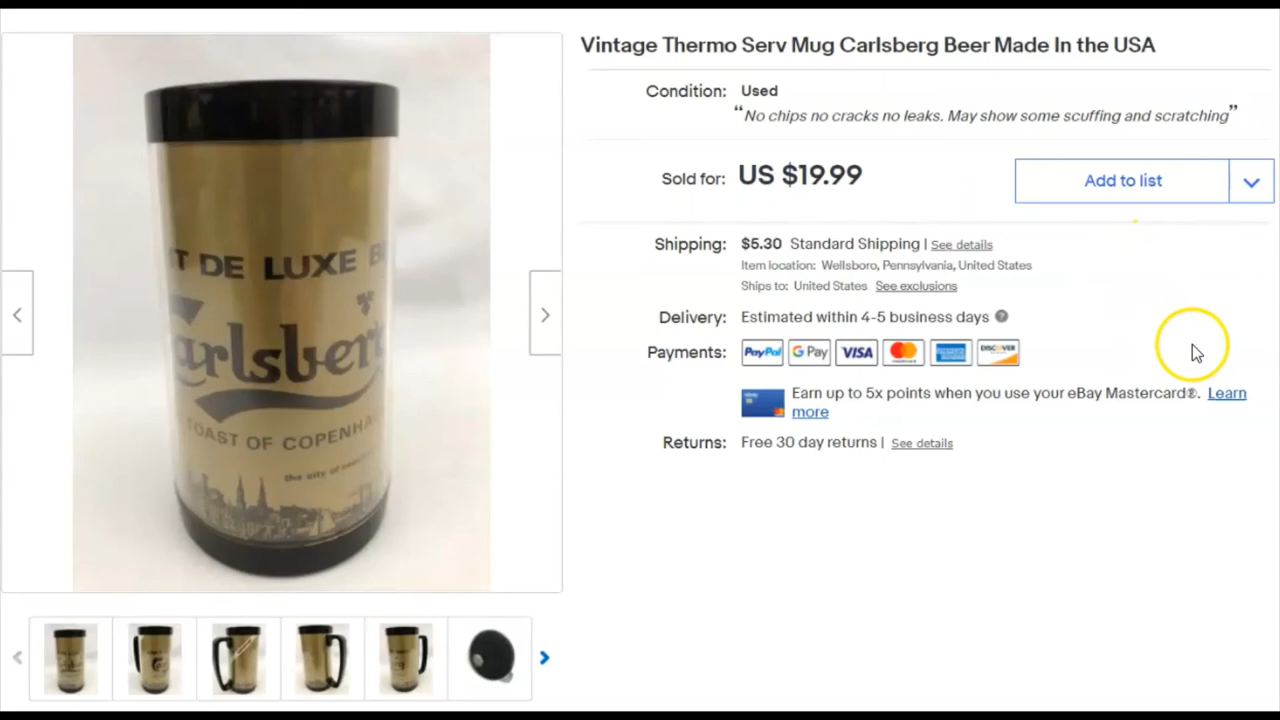 Vintage Thermo Serv Mug Carlsberg Beer Made In the USA
Condition: Used
“No chips no cracks no leaks. May show some scuffing and scratching”
Sold for: US $19.99
Add to list
Shipping: $5.30 Standard Shipping | See details
Item location: Wellsboro, Pennsylvania, United States
Ships to: United States See exclusions
Delivery: Estimated within 4-5 business days ?
Payments: PayPal G Pay VISA DISCOVER
Earn up to 5x points when you use your eBay Mastercard®. Learn
more
Returns: Free 30 day returns | See details
T DE LUXE B
arlsber
TOAST OF COPENHA
the city of